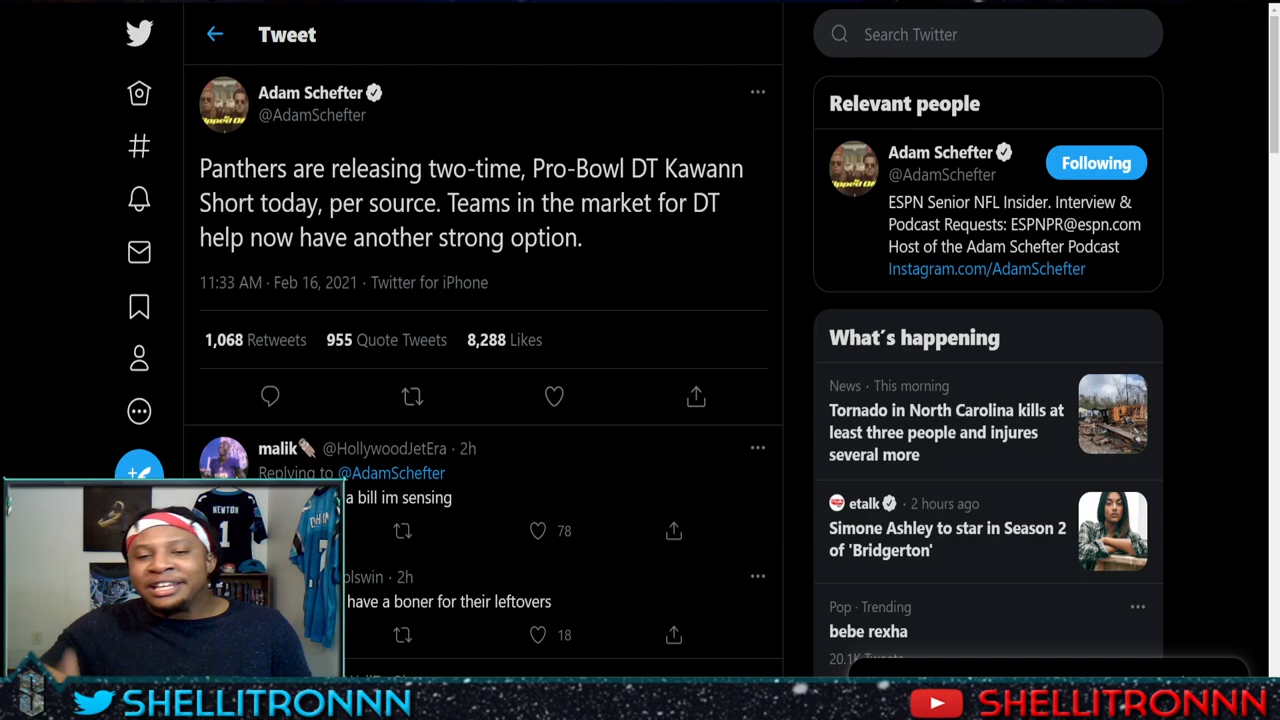 Tweet
Search Twitter
Adam Schefter
@AdamSchefter
Panthers are releasing two-time, Pro-Bowl DT Kawann
Short today, per source. Teams in the market for DT
help now have another strong option.
11:33 AM · Feb 16, 2021 · Twitter for iPhone
1,068 Retweets 955 Quote Tweets 8,288 Likes
malik @HollywoodJetEra · 2h
Replying to @AdamSchefter
a bill im sensing
78
olswin · 2h
have a boner for their leftovers
18
Relevant people
Adam Schefter
@AdamSchefter
Following
ESPN Senior NFL Insider. Interview &
Podcast Requests: ESPNPR@espn.com
Host of the Adam Schefter Podcast
Instagram.com/AdamSchefter
What´s happening
News · This morning
Tornado in North Carolina kills at
least three people and injures
several more
etalk · 2 hours ago
Simone Ashley to star in Season 2
of 'Bridgerton'
Pop · Trending
bebe rexha
20.1K Tweets
NEWTON
1
SHELLITRONNN
SHELLITRONNN